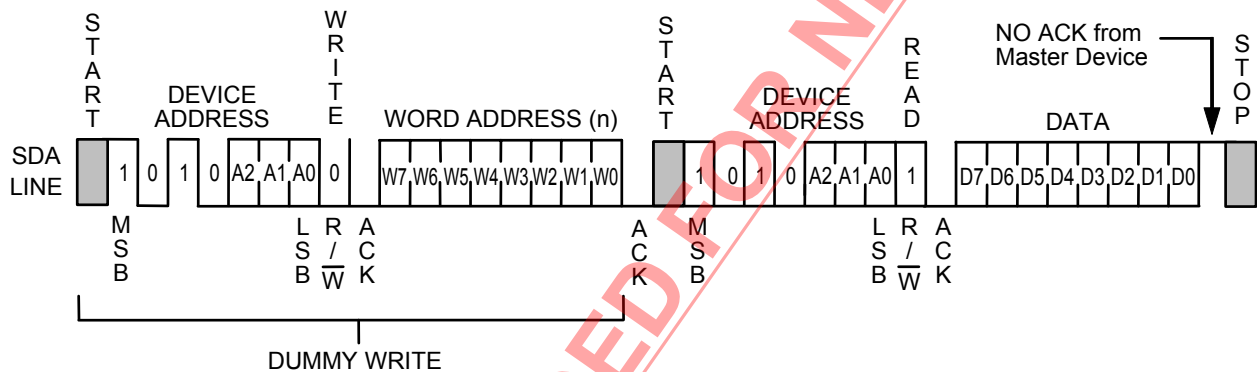 START
WRITE
START
READ
NO ACK from
Master Device
STOP
DEVICE
ADDRESS
WORD ADDRESS (n)
DEVICE
ADDRESS
DATA
SDA
LINE
1 0 1 0 A2 A1 A0 0
W7 W6 W5 W4 W3 W2 W1 W0
1 0 1 0 A2 A1 A0 1
D7 D6 D5 D4 D3 D2 D1 D0
MSB
LSB
R/W
ACK
ACK
MSB
LSB
R/W
ACK
DUMMY WRITE
ED FOR N